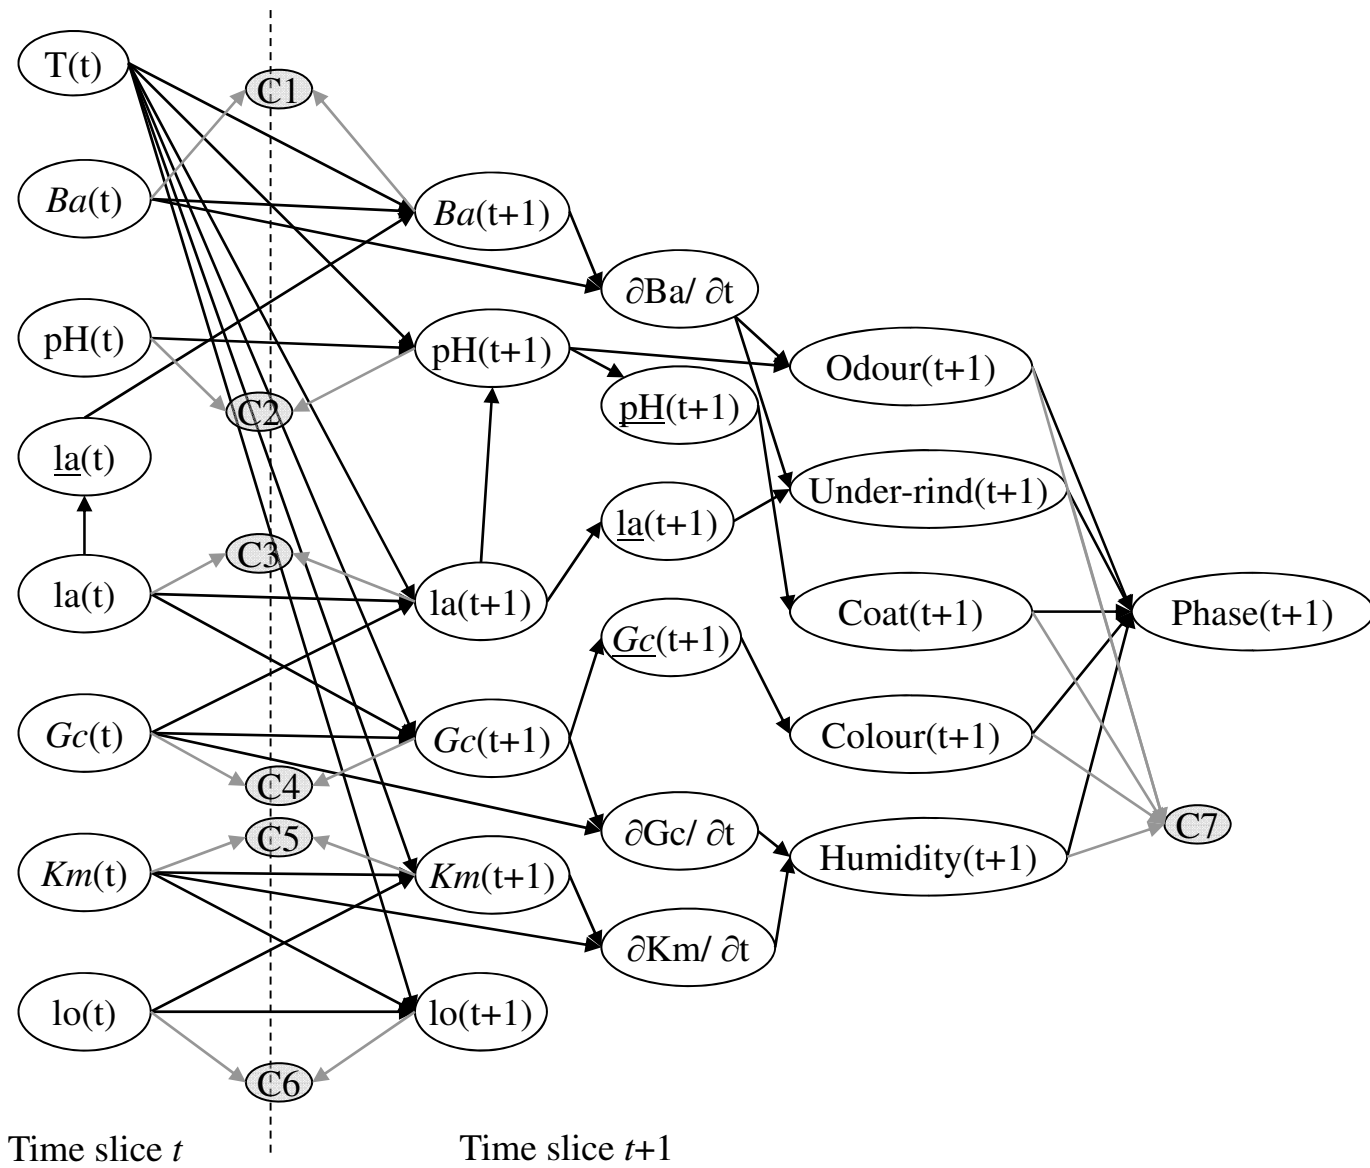 T(t)
C1
Ba(t)
Ba(t+1)
∂Ba/ ∂t
pH(t)
pH(t+1)
Odour(t+1)
C2
pH(t+1)
la(t)
Under-rind(t+1)
la(t+1)
C3
la(t)
la(t+1)
Coat(t+1)
Phase(t+1)
Gc(t+1)
Gc(t)
Gc(t+1)
Colour(t+1)
C4
C5
∂Gc/ ∂t
C7
Km(t)
Km(t+1)
Humidity(t+1)
∂Km/ ∂t
lo(t)
lo(t+1)
C6
Time slice t
Time slice t+1